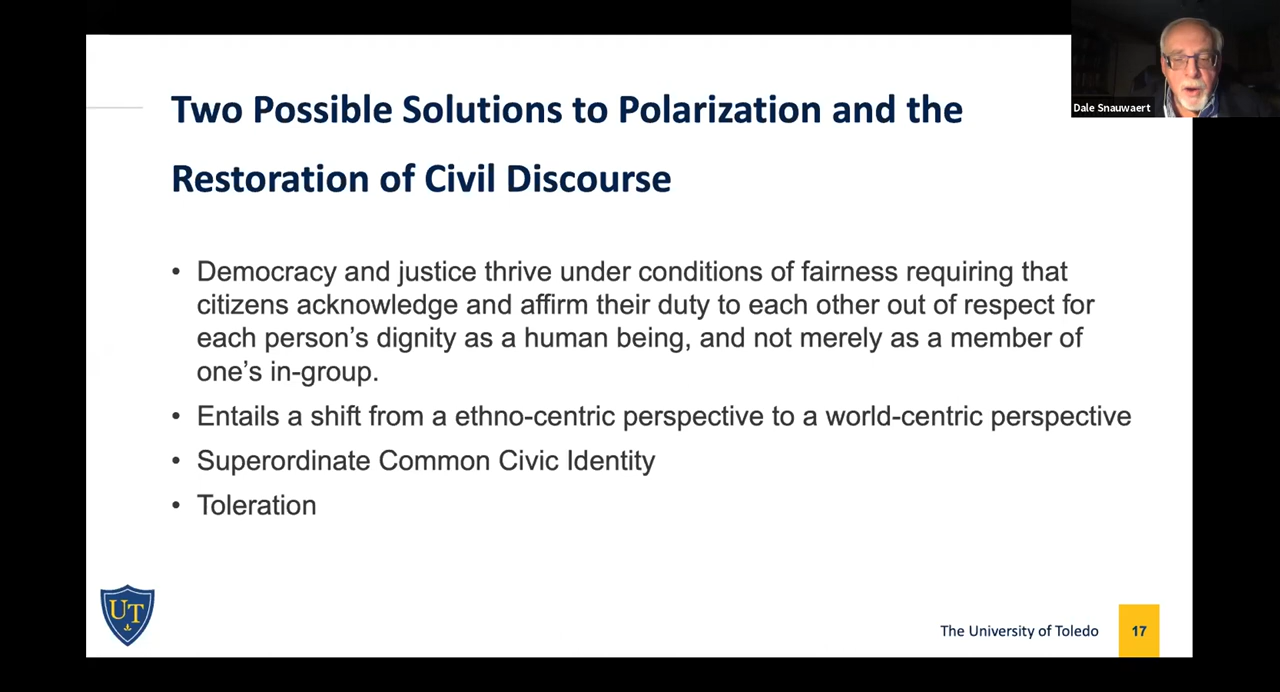 Dale Snauwaert
Two Possible Solutions to Polarization and the
Restoration of Civil Discourse
• Democracy and justice thrive under conditions of fairness requiring that
citizens acknowledge and affirm their duty to each other out of respect for
each person’s dignity as a human being, and not merely as a member of
one’s in-group.
• Entails a shift from a ethno-centric perspective to a world-centric perspective
• Superordinate Common Civic Identity
• Toleration
UT
The University of Toledo
17